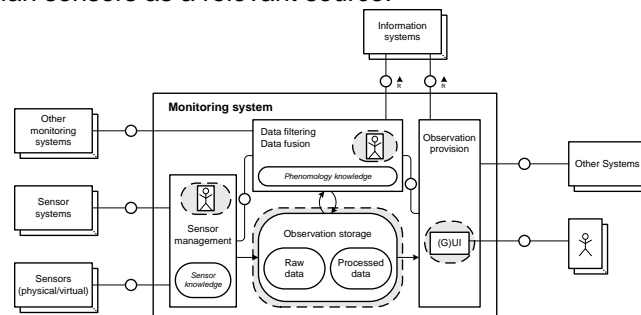 sensors as a relevant source.
Information
systems
R
R
Monitoring system
Other
monitoring
systems
Data filtering
Data fusion
Phenomology knowledge
Observation
provision
Other Systems
Sensor
systems
Sensor
management
Observation storage
Raw
data
Processed
data
(G)UI
Sensor
knowledge
Sensors
(physical/virtual)